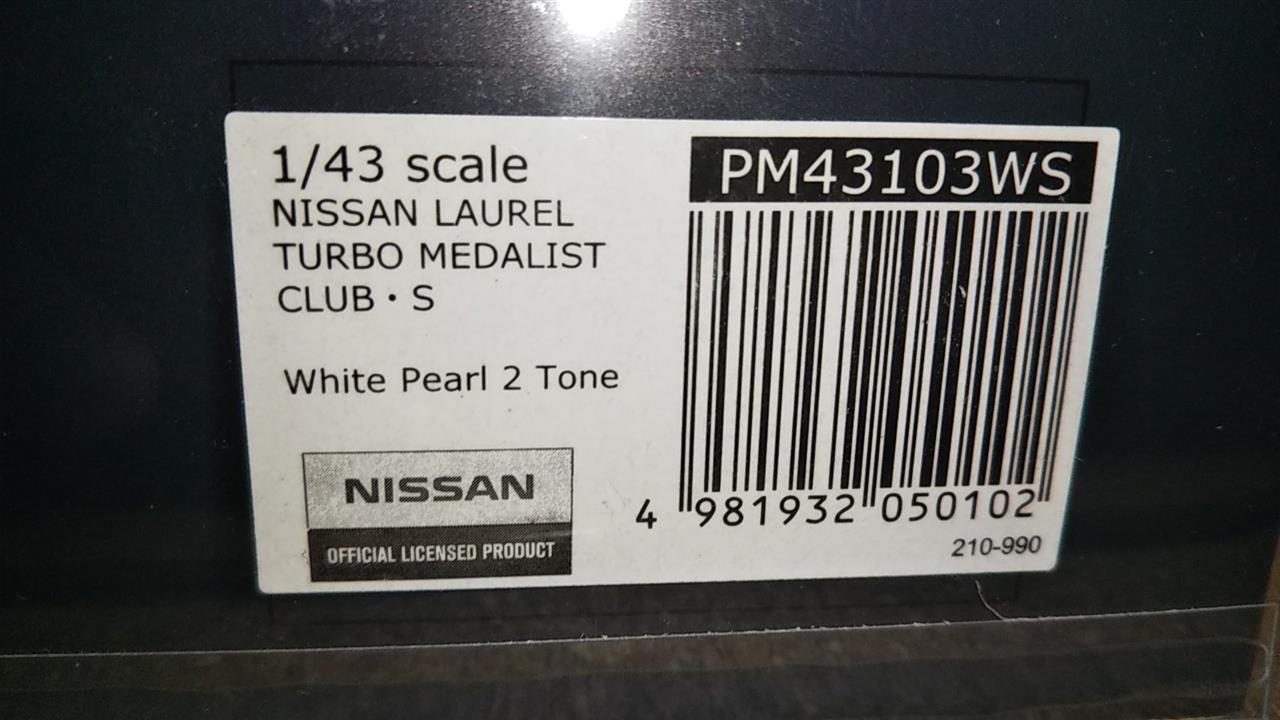 1/43 scale
NISSAN LAUREL
TURBO MEDALIST
CLUB・S
White Pearl 2 Tone
NISSAN
OFFICIAL LICENSED PRODUCT
PM43103WS
4 981932 050102
210-990